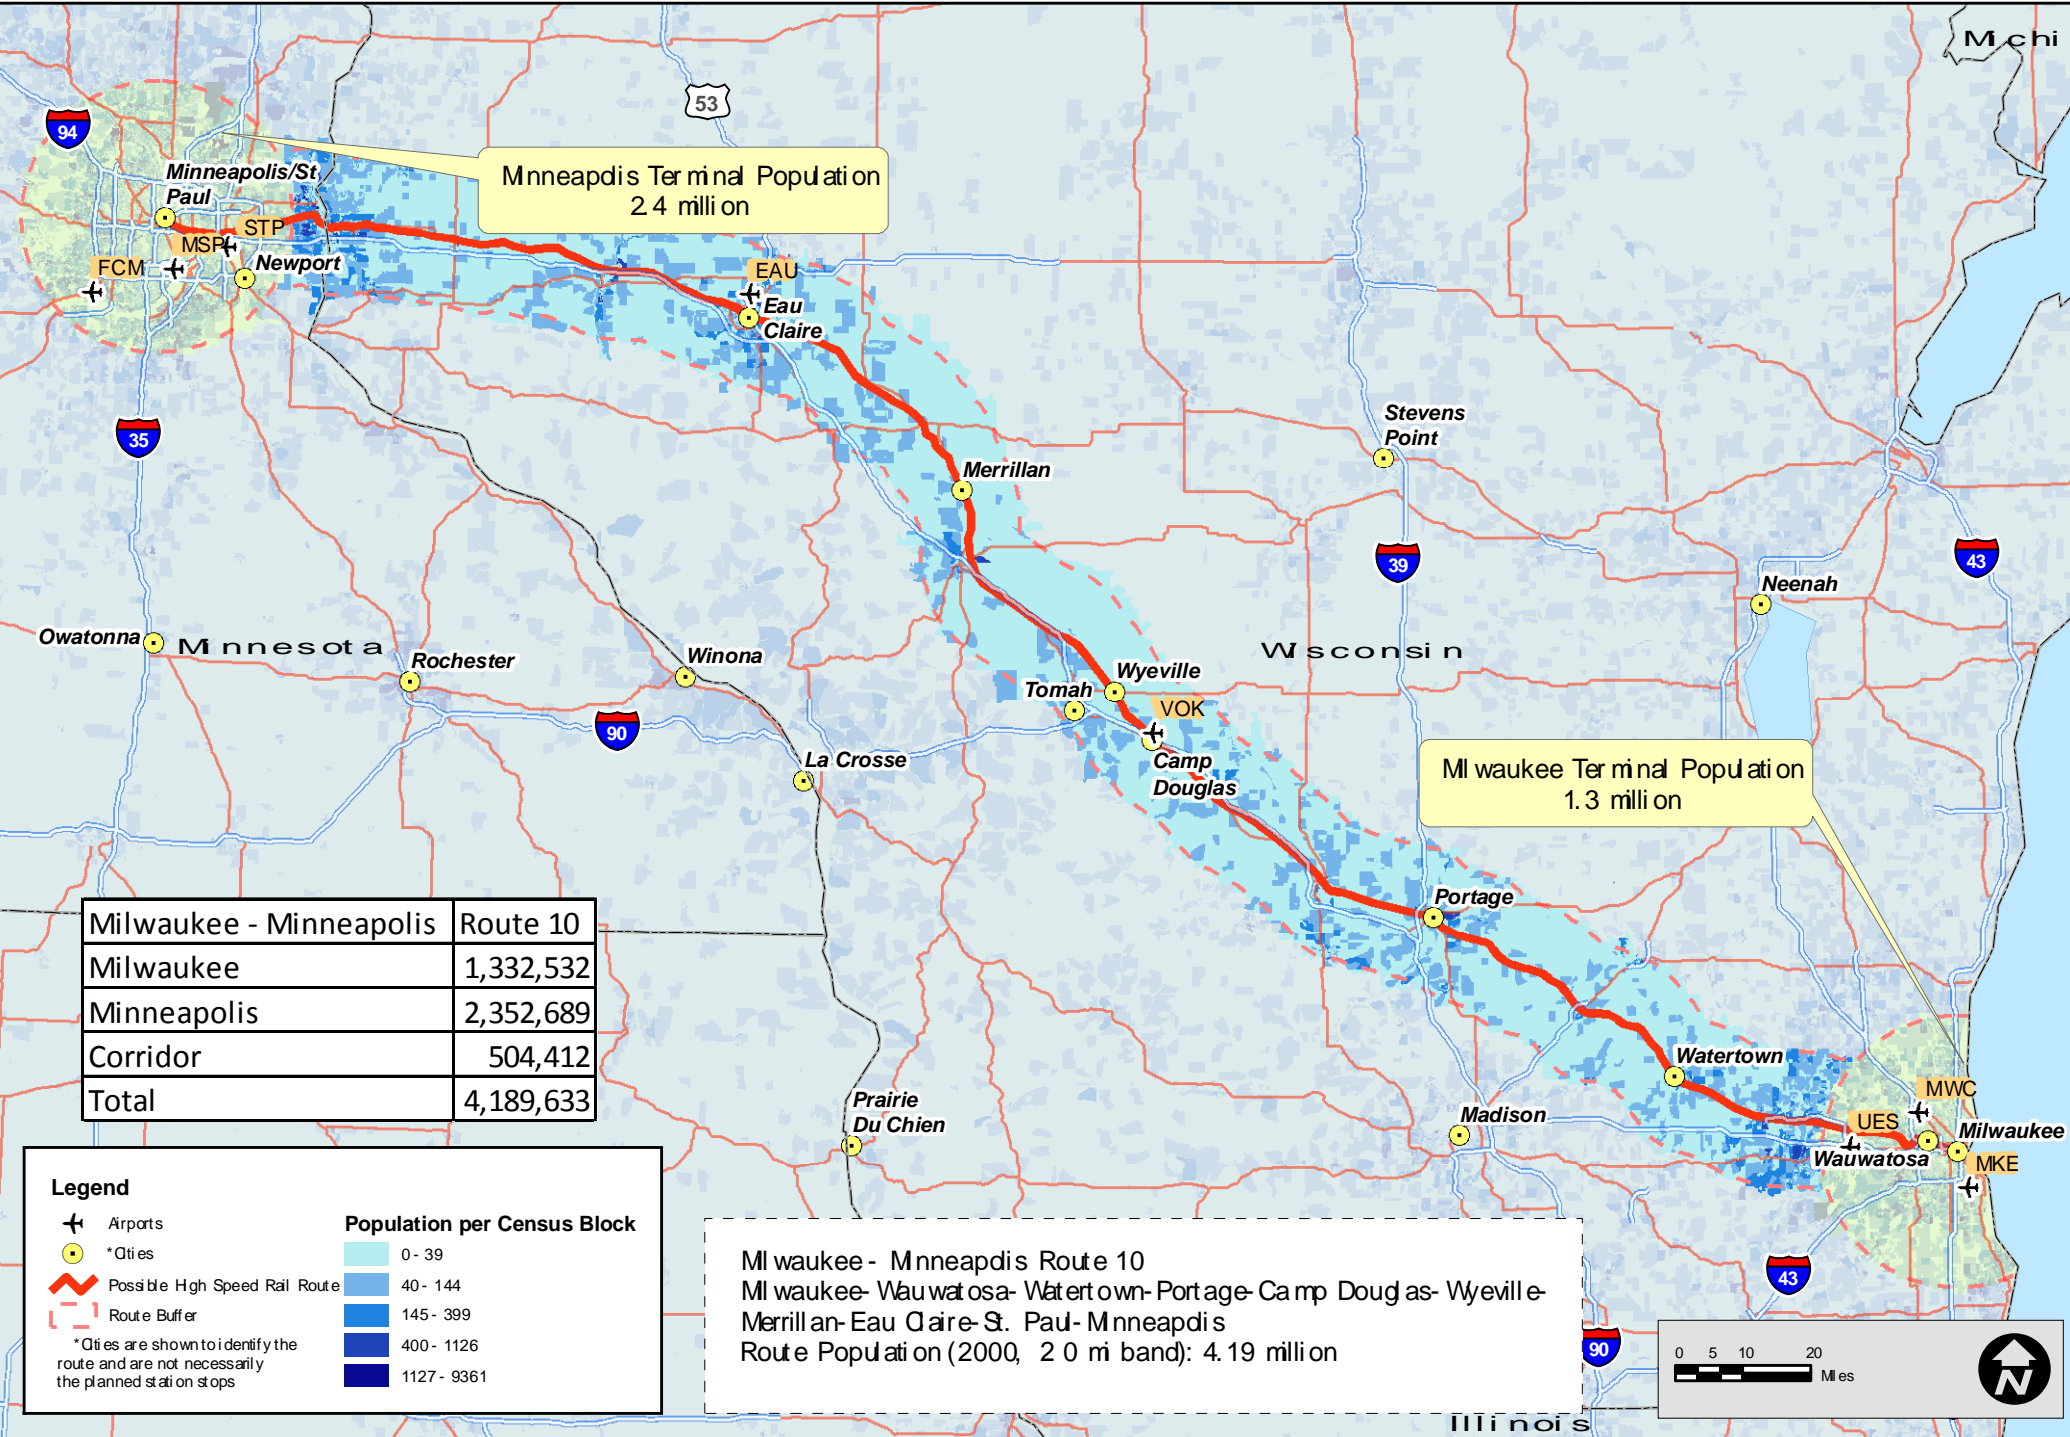 Michi
53
94
Minneapolis Terminal Population
2.4 million
Minneapolis/St
Paul
STP
MSP
FCM
Newport
EAU
Eau
Claire
35
Stevens
Point
Merrillan
39
43
Neenah
Owatonna
Minnesota
Rochester
Winona
Wisconsin
Wyeville
Tomah
VOK
90
La Crosse
Camp
Douglas
Milwaukee Terminal Population
1.3 million
Portage
Milwaukee - Minneapolis Route 10
Milwaukee 1,332,532
Minneapolis 2,352,689
Corridor 504,412
Total 4,189,633
Watertown
MWC
Prairie
Du Chien
Madison
UES
Milwaukee
Wauwatosa
MKE
Legend
Airports
*Cities
Possible High Speed Rail Route
Route Buffer
*Cities are shown to identify the
route and are not necessarily
the planned station stops
Population per Census Block
0 - 39
40 - 144
145 - 399
400 - 1126
1127 - 9361
Milwaukee - Minneapolis Route 10
Milwaukee-Wauwatosa-Watertown-Portage-Camp Douglas-Wyeville-
Merrillan-Eau Claire-St. Paul-Minneapolis
Route Population (2000, 20 mi band): 4.19 million
43
90
0 5 10 20
Miles
N
Illinois